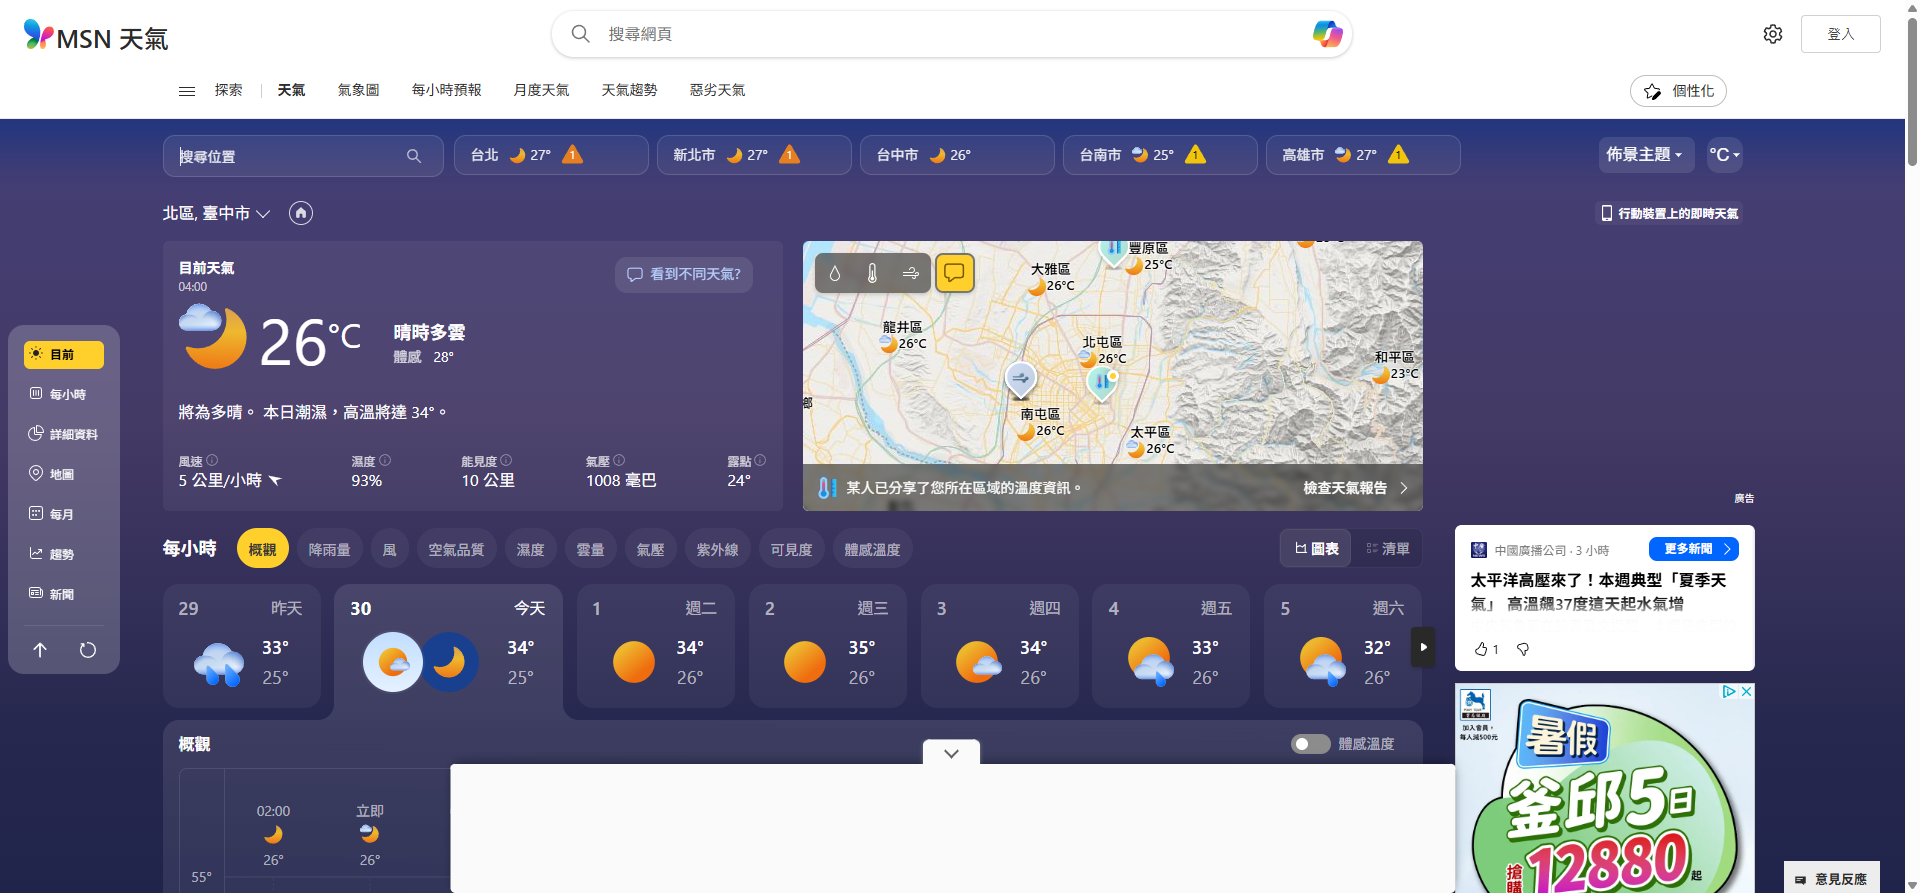 MSN 天氣
搜尋網頁
登入
探索
天氣
氣象圖
每小時預報
月度天氣
天氣趨勢
惡劣天氣
個性化
搜尋位置
台北 27° 1
新北市 27° 1
台中市 26°
台南市 25° 1
高雄市 27° 1
佈景主題
°C
北區, 臺中市
行動裝置上的即時天氣
目前天氣
04:00
看到不同天氣?
26°C
晴時多雲
體感 28°
將為多晴。 本日潮濕，高溫將達 34°。
風速
5 公里/小時
濕度
93%
能見度
10 公里
氣壓
1008 毫巴
露點
24°
豐原區
25°C
大雅區
26°C
龍井區
26°C
北屯區
26°C
和平區
23°C
南屯區
26°C
太平區
26°C
某人已分享了您所在區域的溫度資訊。
檢查天氣報告
目前
每小時
詳細資料
地圖
每月
趨勢
新聞
廣告
每小時
概觀
降雨量
風
空氣品質
濕度
雲量
氣壓
紫外線
可見度
體感溫度
圖表
清單
29 昨天
33°
25°
30 今天
34°
25°
1 週二
34°
26°
2 週三
35°
26°
3 週四
34°
26°
4 週五
33°
26°
5 週六
32°
26°
中國廣播公司 · 3 小時
更多新聞
太平洋高壓來了！本週典型「夏季天
氣」 高溫飆37度這天起水氣增
1
概觀
體感溫度
02:00
26°
立即
26°
55°
加入會員，
每人減500元
暑假
釜邱5日
搶購
12880起
意見反應